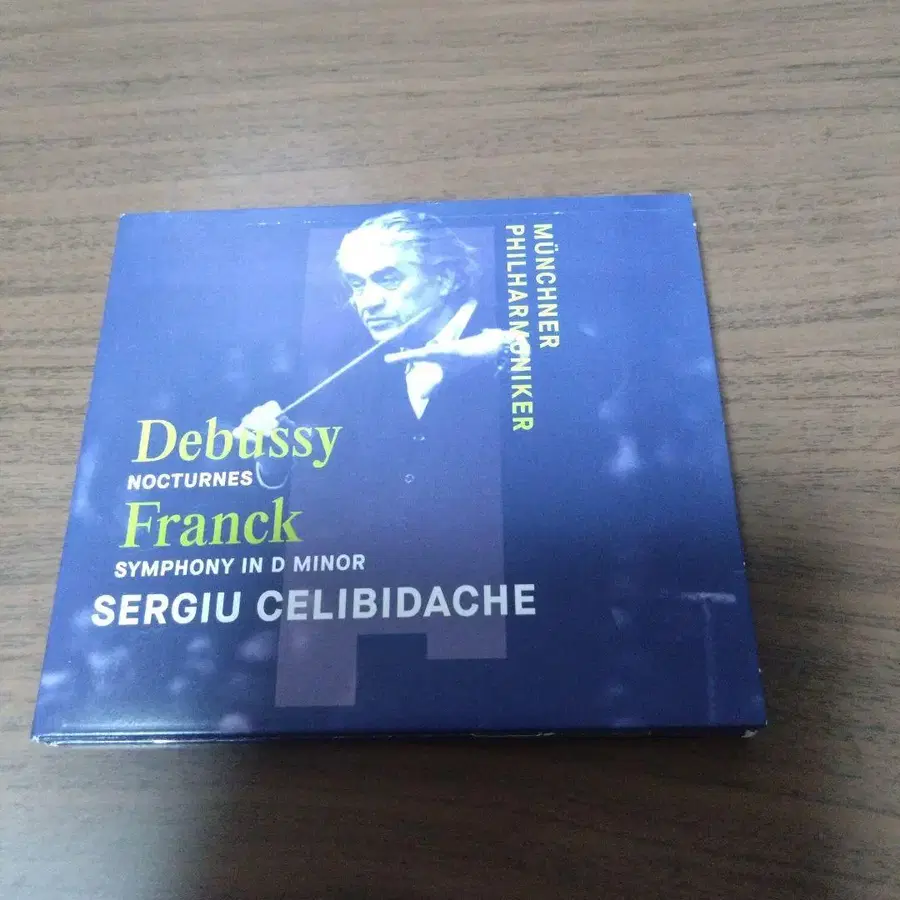 MÜNCHNER
PHILHARMONIKER
Debussy
NOCTURNES
Franck
SYMPHONY IN D MINOR
SERGIU CELIBIDACHE